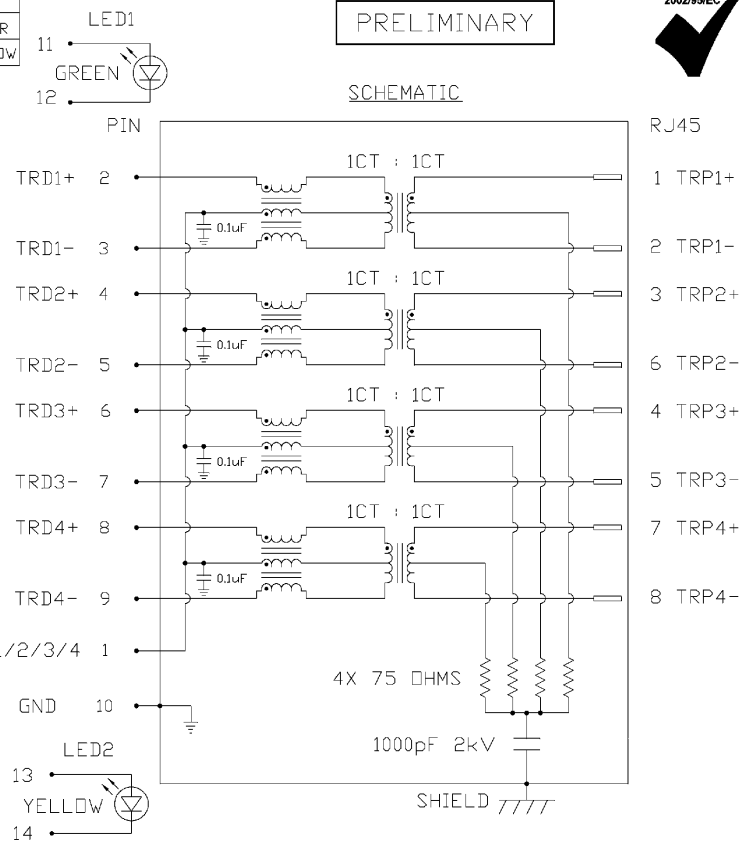 R
OW
LED1
11
GREEN
12
PRELIMINARY
2002/95/EC
SCHEMATIC
PIN
RJ45
1CT : 1CT
TRD1+ 2
1 TRP1+
0.1uF
TRD1- 3
2 TRP1-
1CT : 1CT
TRD2+ 4
3 TRP2+
0.1uF
TRD2- 5
6 TRP2-
1CT : 1CT
TRD3+ 6
4 TRP3+
0.1uF
TRD3- 7
5 TRP3-
1CT : 1CT
TRD4+ 8
7 TRP4+
0.1uF
TRD4- 9
8 TRP4-
/2/3/4 1
4X 75 OHMS
GND 10
1000pF 2kV
LED2
13
YELLOW
14
SHIELD